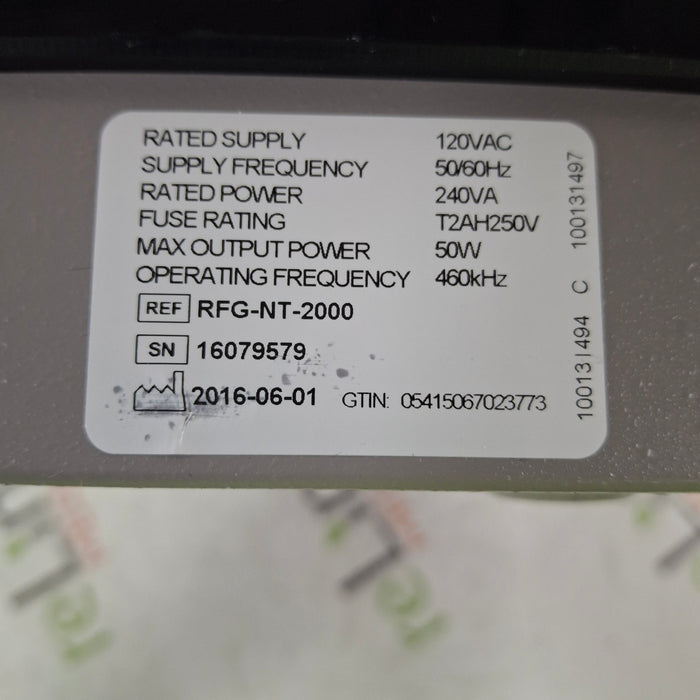 RATED SUPPLY 120VAC
SUPPLY FREQUENCY 50/60Hz
RATED POWER 240VA
FUSE RATING T2AH250V
MAX OUTPUT POWER 50W
OPERATING FREQUENCY 460kHz
REF RFG-NT-2000
SN 16079579
2016-06-01 GTIN: 05415067023773
100131494 C 100131497